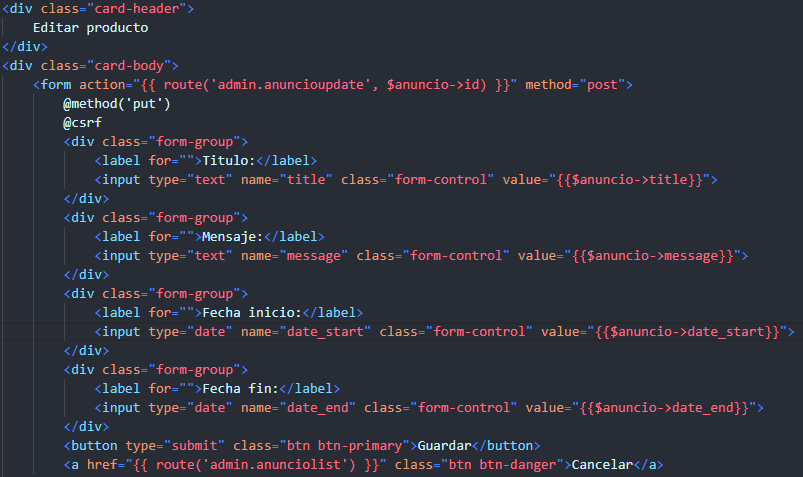 <div class="card-header">
Editar producto
</div>
<div class="card-body">
<form action="{{ route('admin.anuncioupdate', $anuncio->id) }}" method="post">
@method('put')
@csrf
<div class="form-group">
<label for="">Titulo:</label>
<input type="text" name="title" class="form-control" value="{{$anuncio->title}}">
</div>
<div class="form-group">
<label for="">Mensaje:</label>
<input type="text" name="message" class="form-control" value="{{$anuncio->message}}">
</div>
<div class="form-group">
<label for="">Fecha inicio:</label>
<input type="date" name="date_start" class="form-control" value="{{$anuncio->date_start}}">
</div>
<div class="form-group">
<label for="">Fecha fin:</label>
<input type="date" name="date_end" class="form-control" value="{{$anuncio->date_end}}">
</div>
<button type="submit" class="btn btn-primary">Guardar</button>
<a href="{{ route('admin.anunciolist') }}" class="btn btn-danger">Cancelar</a>